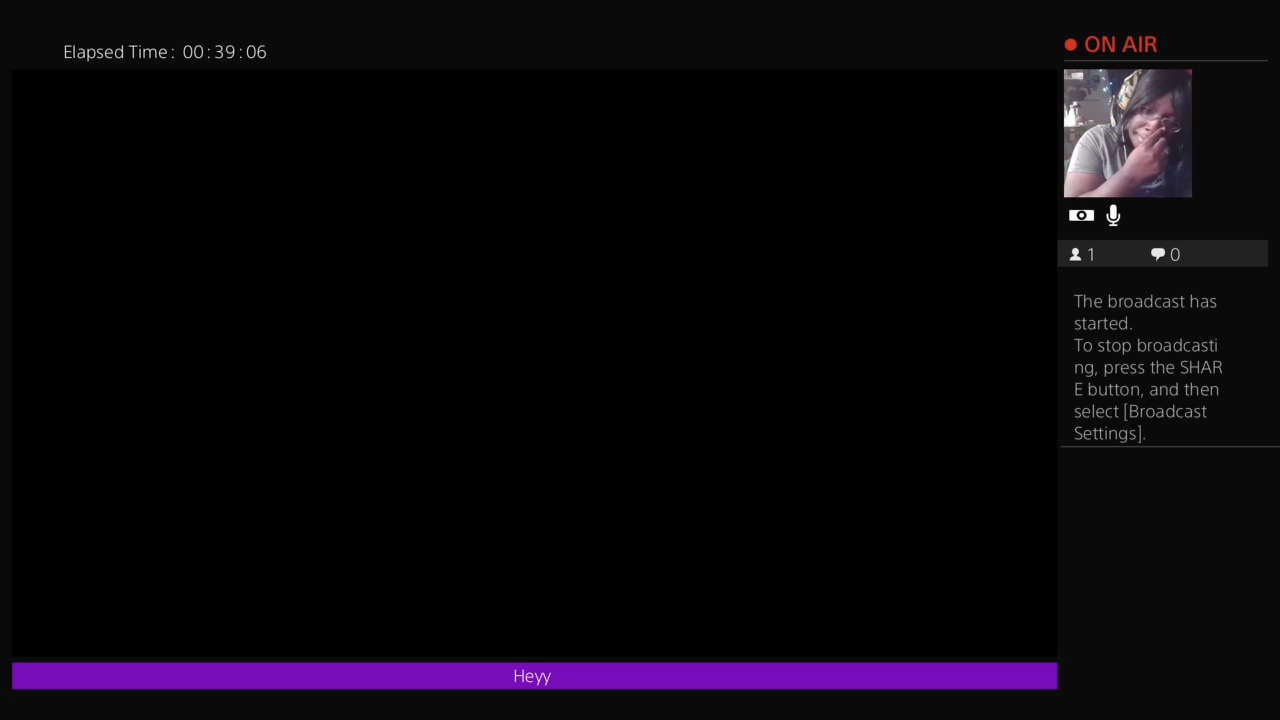 Elapsed Time: 00:39:06
ON AIR
1 0
The broadcast has
started.
To stop broadcasti
ng, press the SHAR
E button, and then
select [Broadcast
Settings].
Heyy